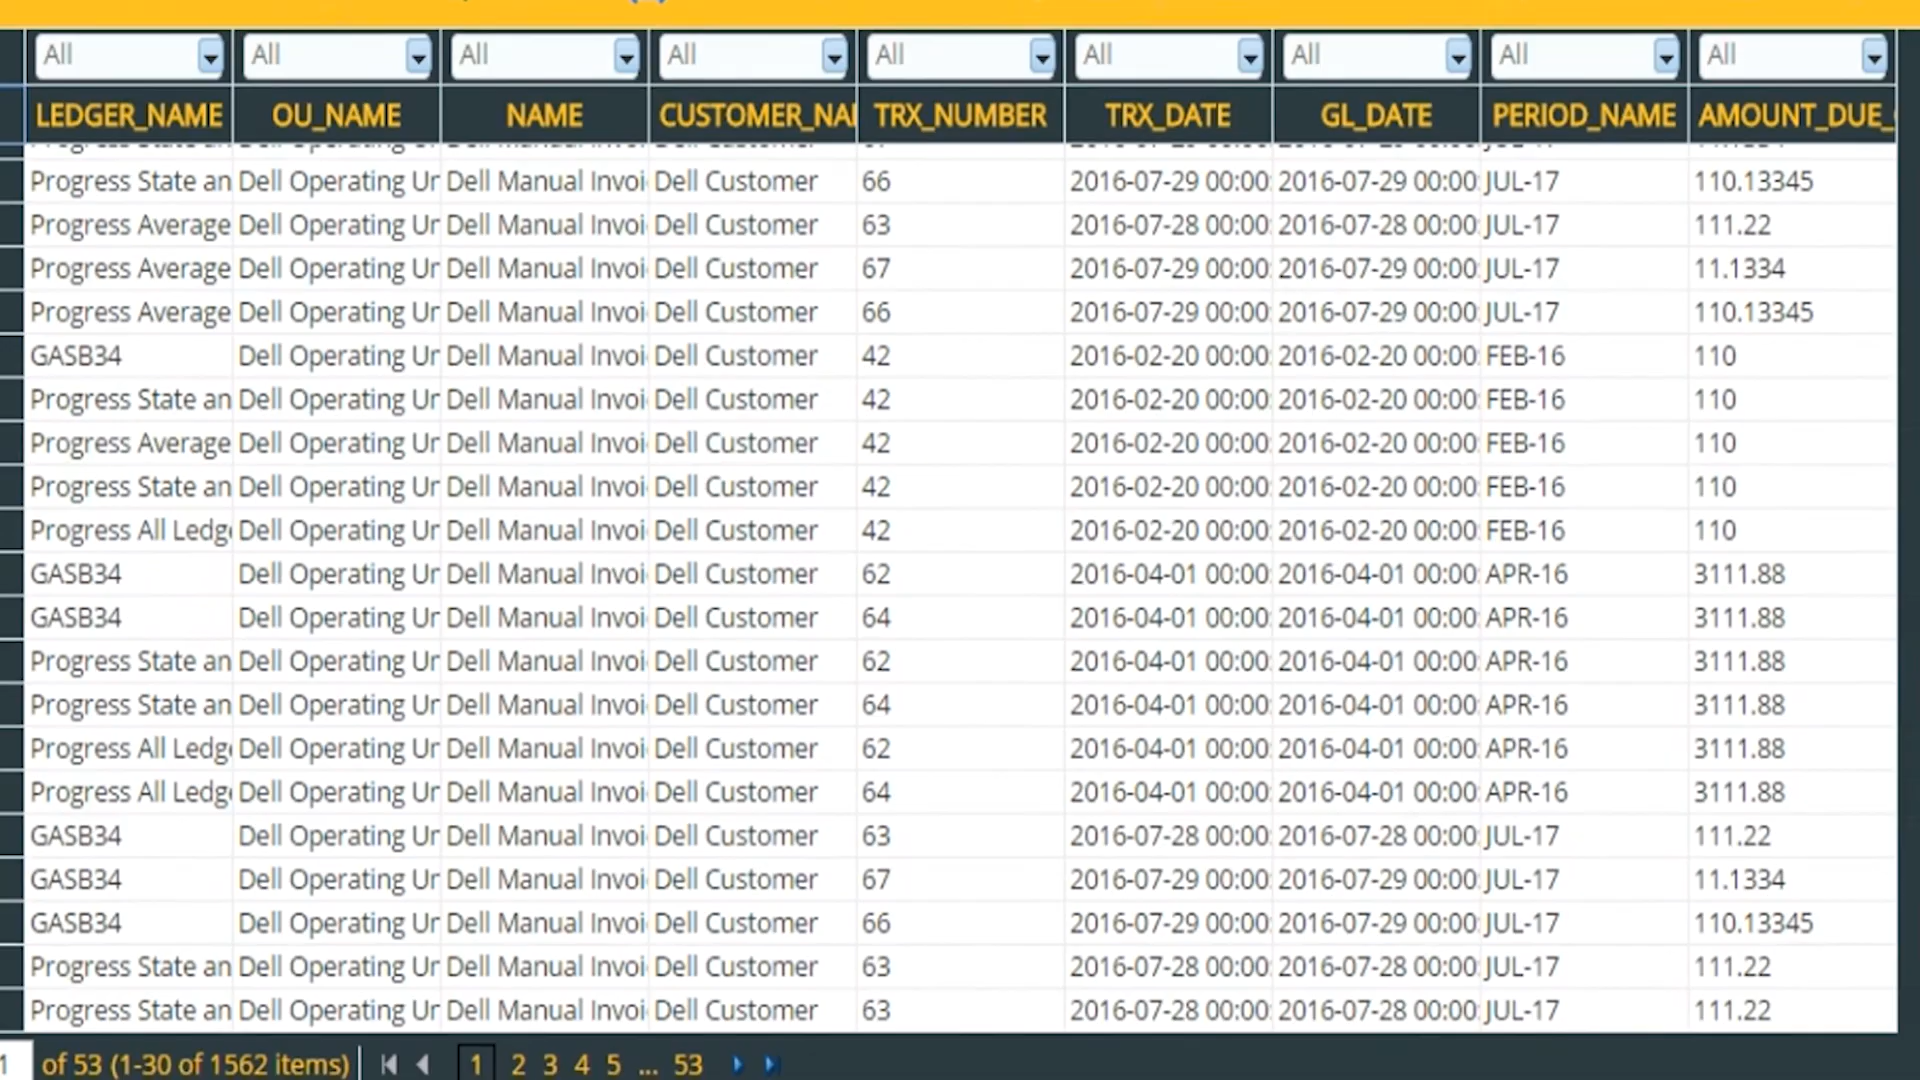 All All All All All All All All All
LEDGER_NAME OU_NAME NAME CUSTOMER_NA TRX_NUMBER TRX_DATE GL_DATE PERIOD_NAME AMOUNT_DUE_
Progress State an Dell Operating Un Dell Manual Invoi Dell Customer 66 2016-07-29 00:00: 2016-07-29 00:00: JUL-17 110.13345
Progress Average Dell Operating Un Dell Manual Invoi Dell Customer 63 2016-07-28 00:00: 2016-07-28 00:00: JUL-17 111.22
Progress Average Dell Operating Un Dell Manual Invoi Dell Customer 67 2016-07-29 00:00: 2016-07-29 00:00: JUL-17 11.1334
Progress Average Dell Operating Un Dell Manual Invoi Dell Customer 66 2016-07-29 00:00: 2016-07-29 00:00: JUL-17 110.13345
GASB34 Dell Operating Un Dell Manual Invoi Dell Customer 42 2016-02-20 00:00: 2016-02-20 00:00: FEB-16 110
Progress State an Dell Operating Un Dell Manual Invoi Dell Customer 42 2016-02-20 00:00: 2016-02-20 00:00: FEB-16 110
Progress Average Dell Operating Un Dell Manual Invoi Dell Customer 42 2016-02-20 00:00: 2016-02-20 00:00: FEB-16 110
Progress State an Dell Operating Un Dell Manual Invoi Dell Customer 42 2016-02-20 00:00: 2016-02-20 00:00: FEB-16 110
Progress All Ledge Dell Operating Un Dell Manual Invoi Dell Customer 42 2016-02-20 00:00: 2016-02-20 00:00: FEB-16 110
GASB34 Dell Operating Un Dell Manual Invoi Dell Customer 62 2016-04-01 00:00: 2016-04-01 00:00: APR-16 3111.88
GASB34 Dell Operating Un Dell Manual Invoi Dell Customer 64 2016-04-01 00:00: 2016-04-01 00:00: APR-16 3111.88
Progress State an Dell Operating Un Dell Manual Invoi Dell Customer 62 2016-04-01 00:00: 2016-04-01 00:00: APR-16 3111.88
Progress State an Dell Operating Un Dell Manual Invoi Dell Customer 64 2016-04-01 00:00: 2016-04-01 00:00: APR-16 3111.88
Progress All Ledge Dell Operating Un Dell Manual Invoi Dell Customer 62 2016-04-01 00:00: 2016-04-01 00:00: APR-16 3111.88
Progress All Ledge Dell Operating Un Dell Manual Invoi Dell Customer 64 2016-04-01 00:00: 2016-04-01 00:00: APR-16 3111.88
GASB34 Dell Operating Un Dell Manual Invoi Dell Customer 63 2016-07-28 00:00: 2016-07-28 00:00: JUL-17 111.22
GASB34 Dell Operating Un Dell Manual Invoi Dell Customer 67 2016-07-29 00:00: 2016-07-29 00:00: JUL-17 11.1334
GASB34 Dell Operating Un Dell Manual Invoi Dell Customer 66 2016-07-29 00:00: 2016-07-29 00:00: JUL-17 110.13345
Progress State an Dell Operating Un Dell Manual Invoi Dell Customer 63 2016-07-28 00:00: 2016-07-28 00:00: JUL-17 111.22
Progress State an Dell Operating Un Dell Manual Invoi Dell Customer 63 2016-07-28 00:00: 2016-07-28 00:00: JUL-17 111.22
1 of 53 (1-30 of 1562 items) 1 2 3 4 5 ... 53